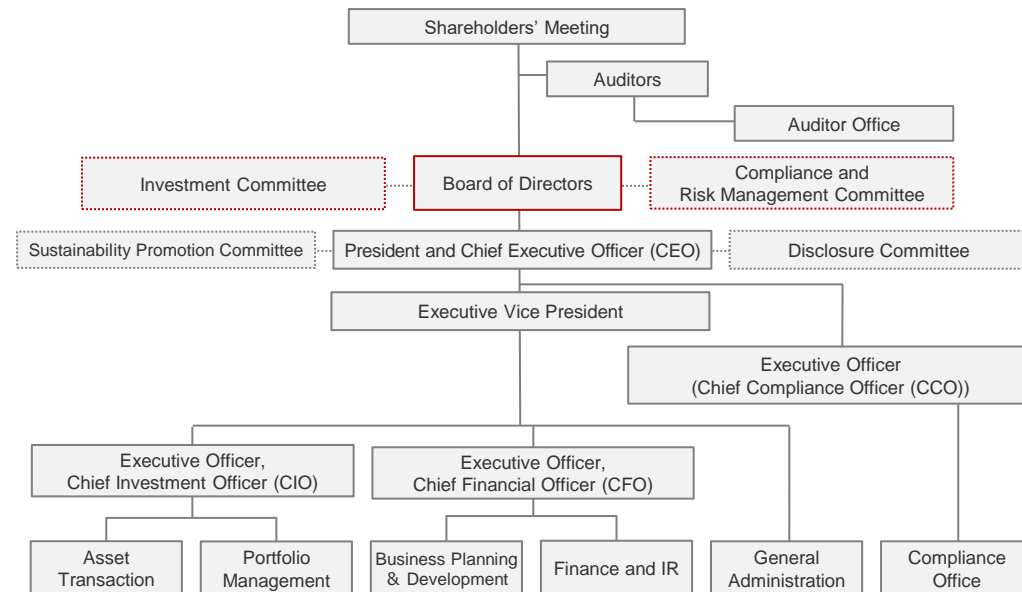 Shareholders' Meeting
Auditors
Auditor Office
Investment Committee
Board of Directors
Compliance and
Risk Management Committee
Sustainability Promotion Committee
President and Chief Executive Officer (CEO)
Disclosure Committee
Executive Vice President
Executive Officer
(Chief Compliance Officer (CCO))
Executive Officer,
Chief Investment Officer (CIO)
Executive Officer,
Chief Financial Officer (CFO)
Asset
Transaction
Portfolio
Management
Business Planning
& Development
Finance and IR
General
Administration
Compliance
Office